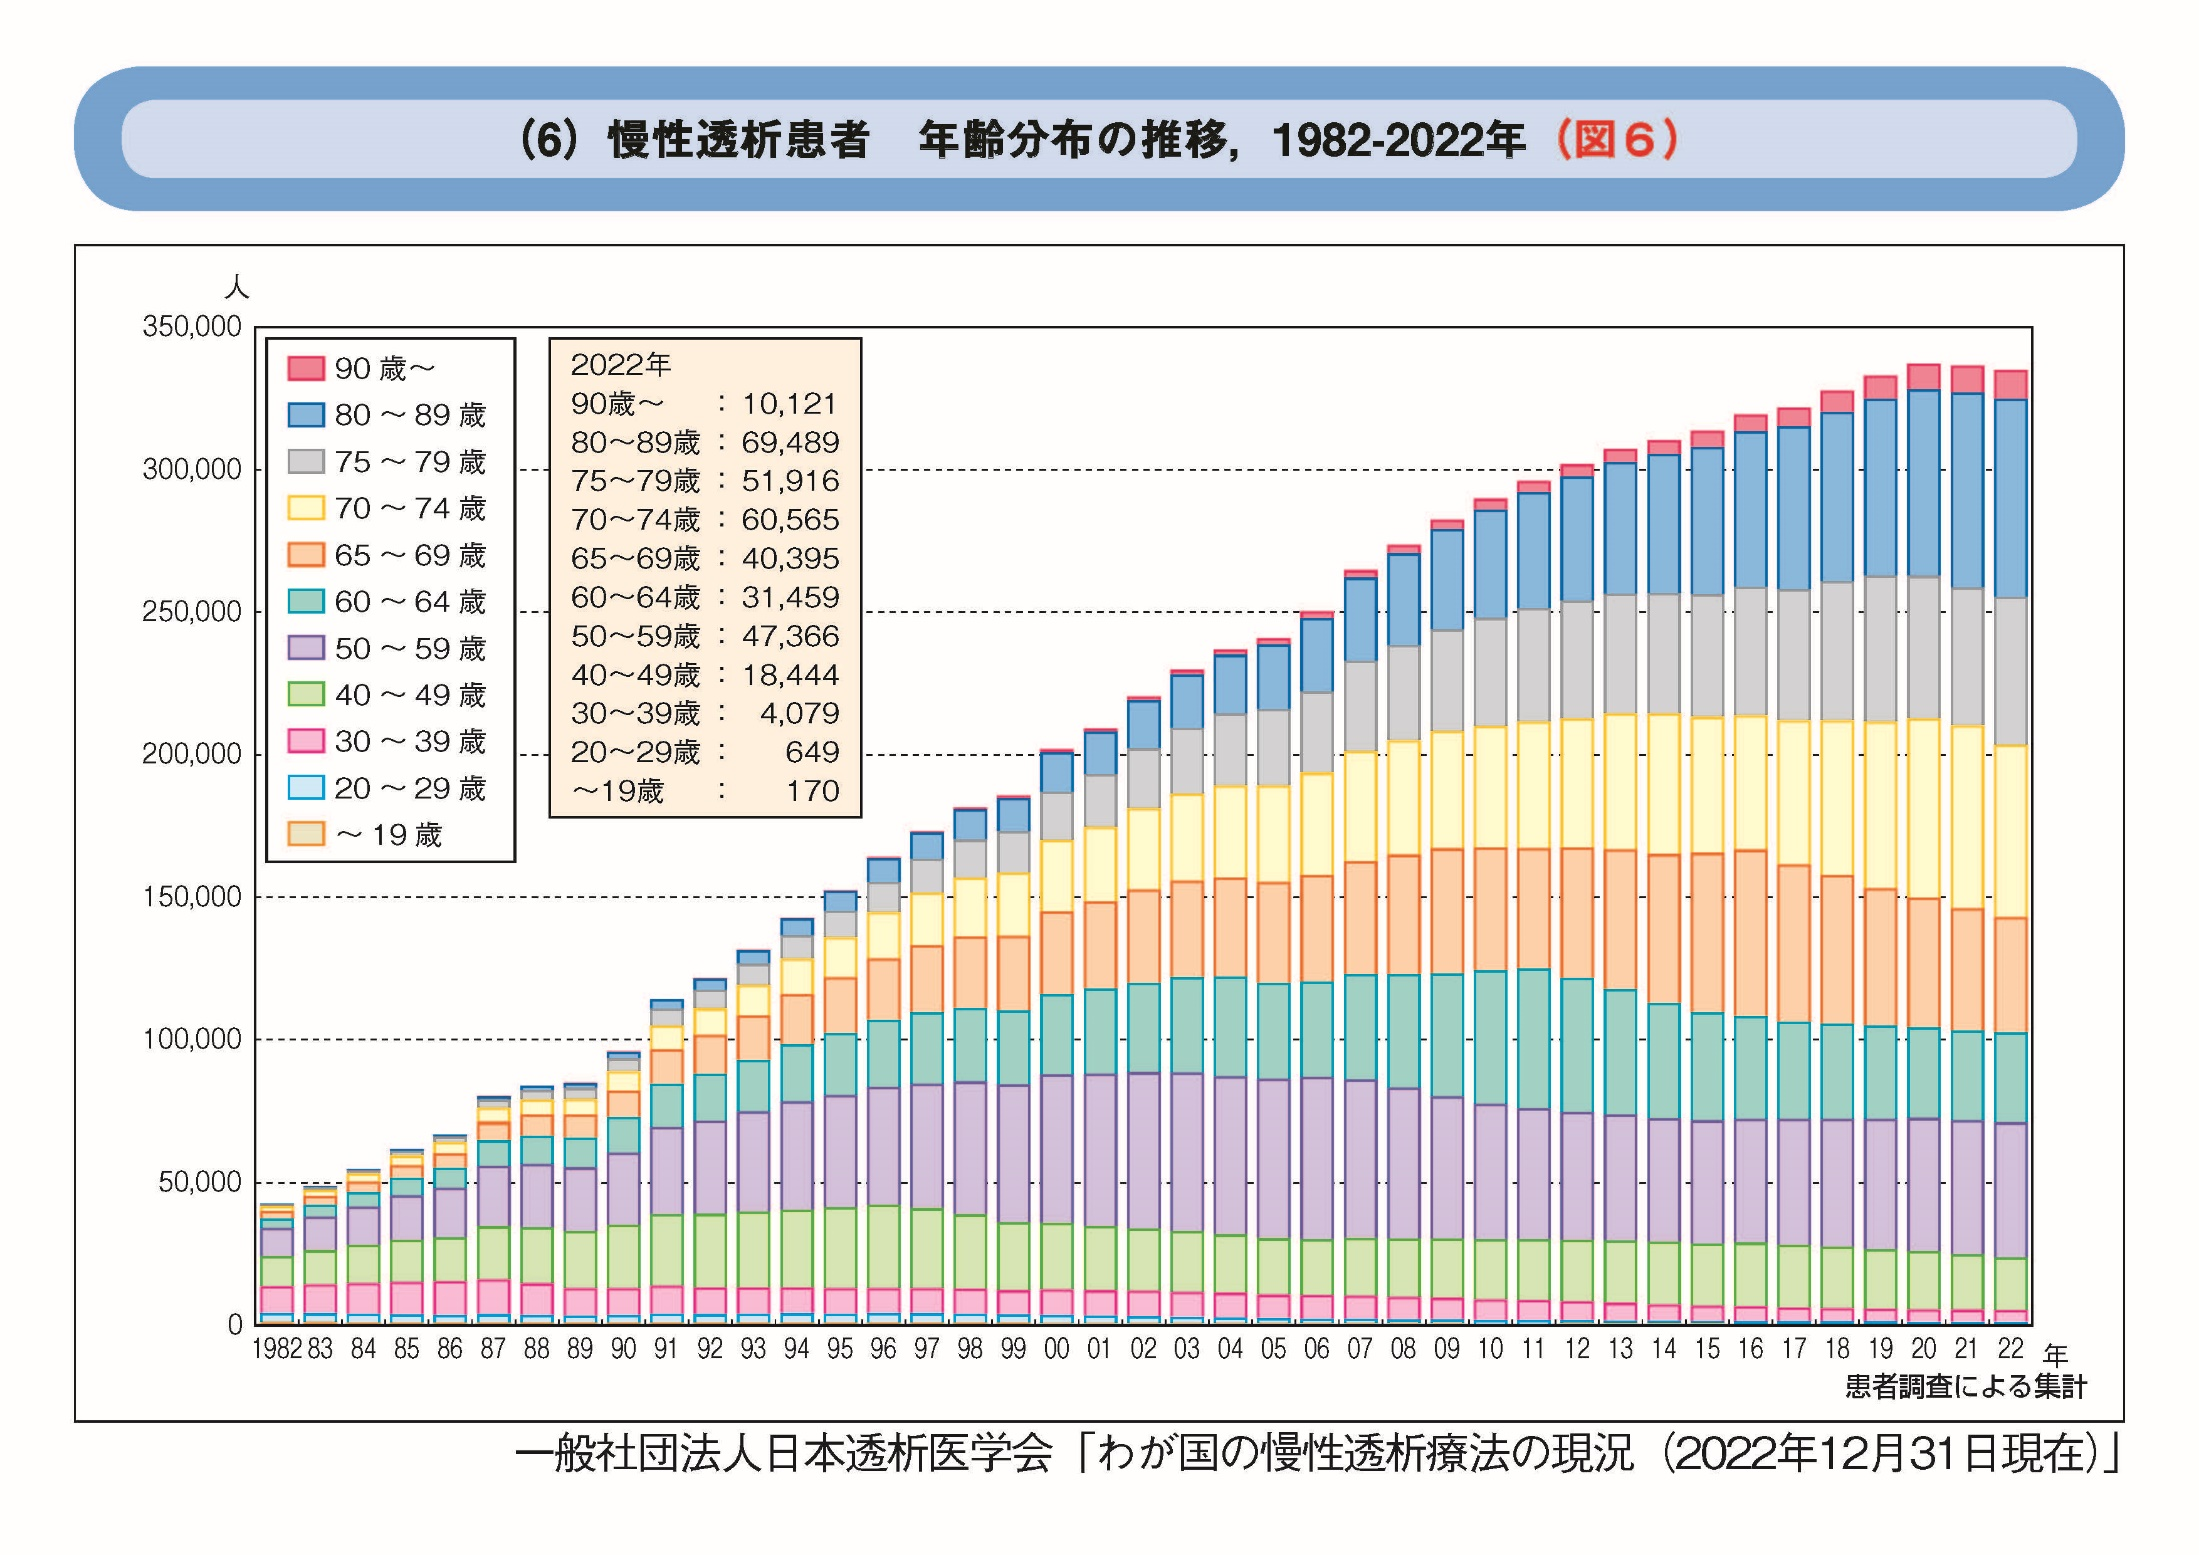 (6) 慢性透析患者　年齢分布の推移, 1982-2022年（図６）
人
350,000
300,000
250,000
200,000
150,000
100,000
50,000
0
90 歳～
80 ～ 89 歳
75 ～ 79 歳
70 ～ 74 歳
65 ～ 69 歳
60 ～ 64 歳
50 ～ 59 歳
40 ～ 49 歳
30 ～ 39 歳
20 ～ 29 歳
～ 19 歳
2022年
90歳～　：10,121
80～89歳：69,489
75～79歳：51,916
70～74歳：60,565
65～69歳：40,395
60～64歳：31,459
50～59歳：47,366
40～49歳：18,444
30～39歳：4,079
20～29歳：649
～19歳　：170
1982 83 84 85 86 87 88 89 90 91 92 93 94 95 96 97 98 99 00 01 02 03 04 05 06 07 08 09 10 11 12 13 14 15 16 17 18 19 20 21 22 年
患者調査による集計
一般社団法人日本透析医学会「わが国の慢性透析療法の現況（2022年12月31日現在）」